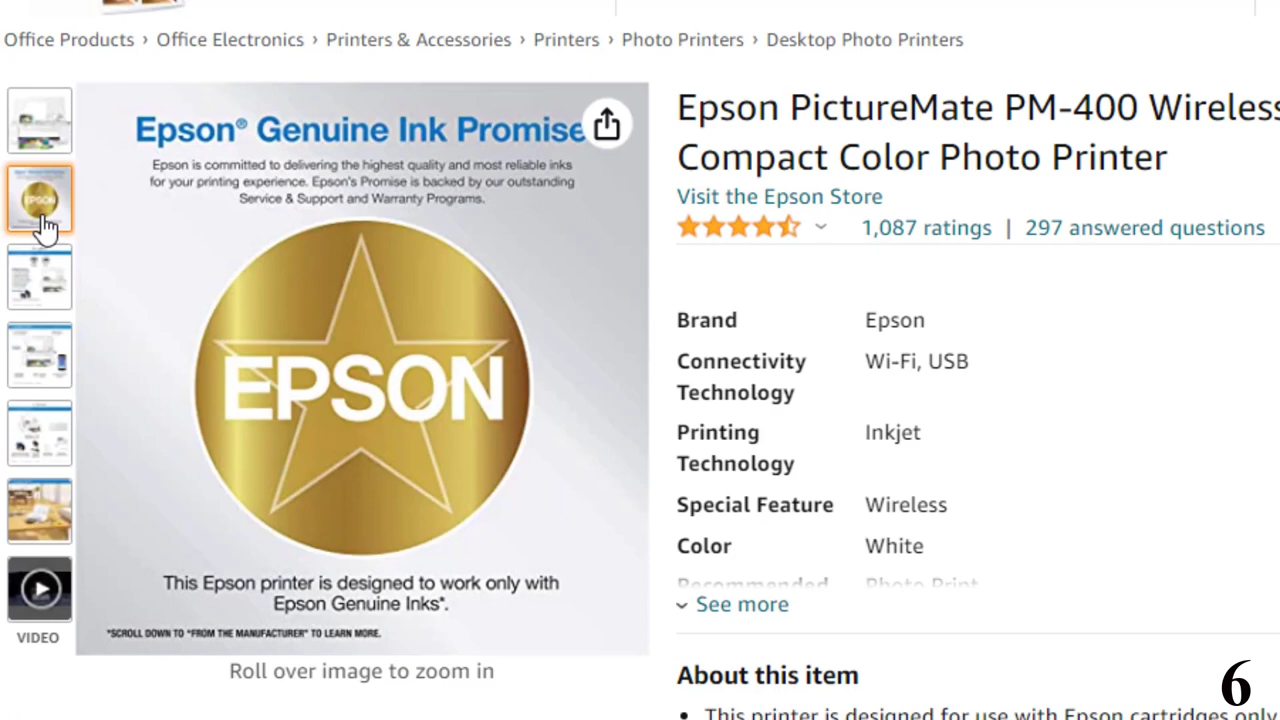 Office Products › Office Electronics › Printers & Accessories › Printers › Photo Printers › Desktop Photo Printers
Epson® Genuine Ink Promise
Epson is committed to delivering the highest quality and most reliable inks
for your printing experience. Epson's Promise is backed by our outstanding
Service & Support and Warranty Programs.
EPSON
This Epson printer is designed to work only with
Epson Genuine Inks*.
*SCROLL DOWN TO "FROM THE MANUFACTURER" TO LEARN MORE.
Roll over image to zoom in
EPSON
VIDEO
Epson PictureMate PM-400 Wireless
Compact Color Photo Printer
Visit the Epson Store
1,087 ratings | 297 answered questions
Brand Epson
Connectivity Wi-Fi, USB
Technology
Printing Inkjet
Technology
Special Feature Wireless
Color White
Recommended Photo Print
See more
About this item
• This printer is designed for use with Epson cartridges only
6